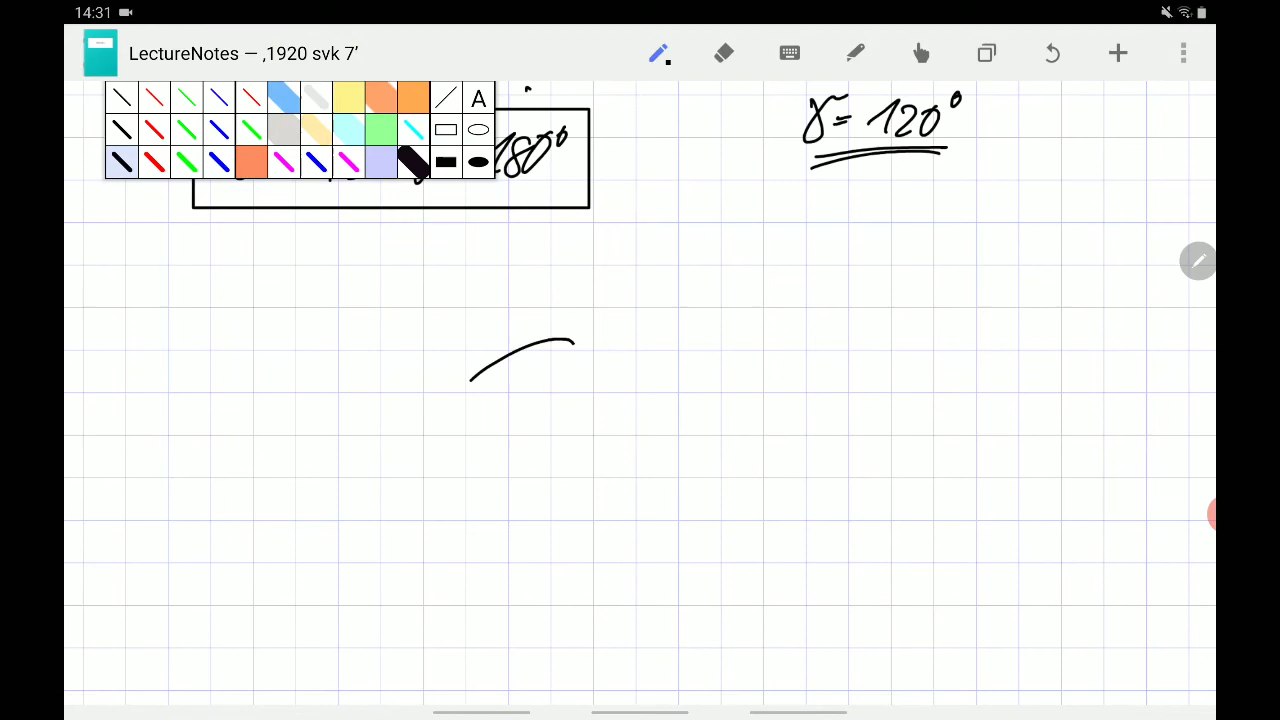 14:31
LectureNotes — ‚1920 svk 7’
A
γ = 120°
180°